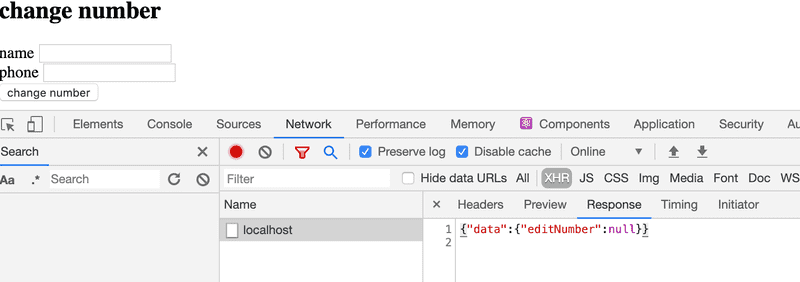 change number
name
phone
change number
Elements Console Sources Network Performance Memory Components Application Security Au
Search Preserve log Disable cache Online
Aa .* Search Filter Hide data URLs All XHR JS CSS Img Media Font Doc WS
Name × Headers Preview Response Timing Initiator
localhost 1 {"data":{"editNumber":null}}
2